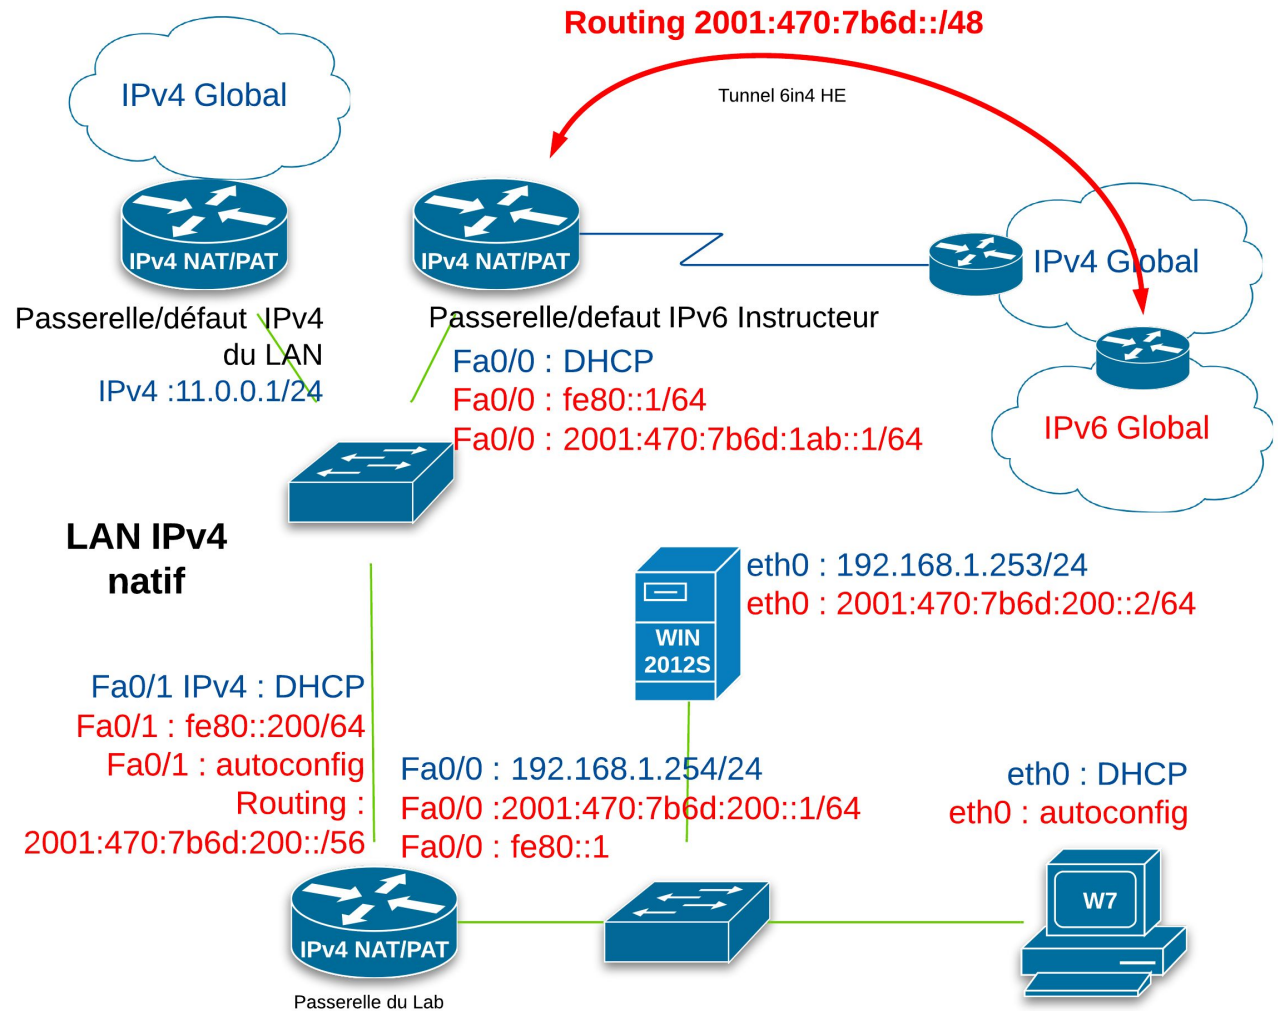 Routing 2001:470:7b6d::/48
IPv4 Global
Tunnel 6in4 HE
IPv4 NAT/PAT
IPv4 NAT/PAT
IPv4 Global
Passerelle/défaut IPv4
du LAN
IPv4 :11.0.0.1/24
Passerelle/defaut IPv6 Instructeur
Fa0/0 : DHCP
Fa0/0 : fe80::1/64
Fa0/0 : 2001:470:7b6d:1ab::1/64
IPv6 Global
LAN IPv4
natif
WIN
2012S
eth0 : 192.168.1.253/24
eth0 : 2001:470:7b6d:200::2/64
Fa0/1 IPv4 : DHCP
Fa0/1 : fe80::200/64
Fa0/1 : autoconfig
Routing :
2001:470:7b6d:200::/56
Fa0/0 : 192.168.1.254/24
Fa0/0 :2001:470:7b6d:200::1/64
Fa0/0 : fe80::1
eth0 : DHCP
eth0 : autoconfig
W7
IPv4 NAT/PAT
Passerelle du Lab